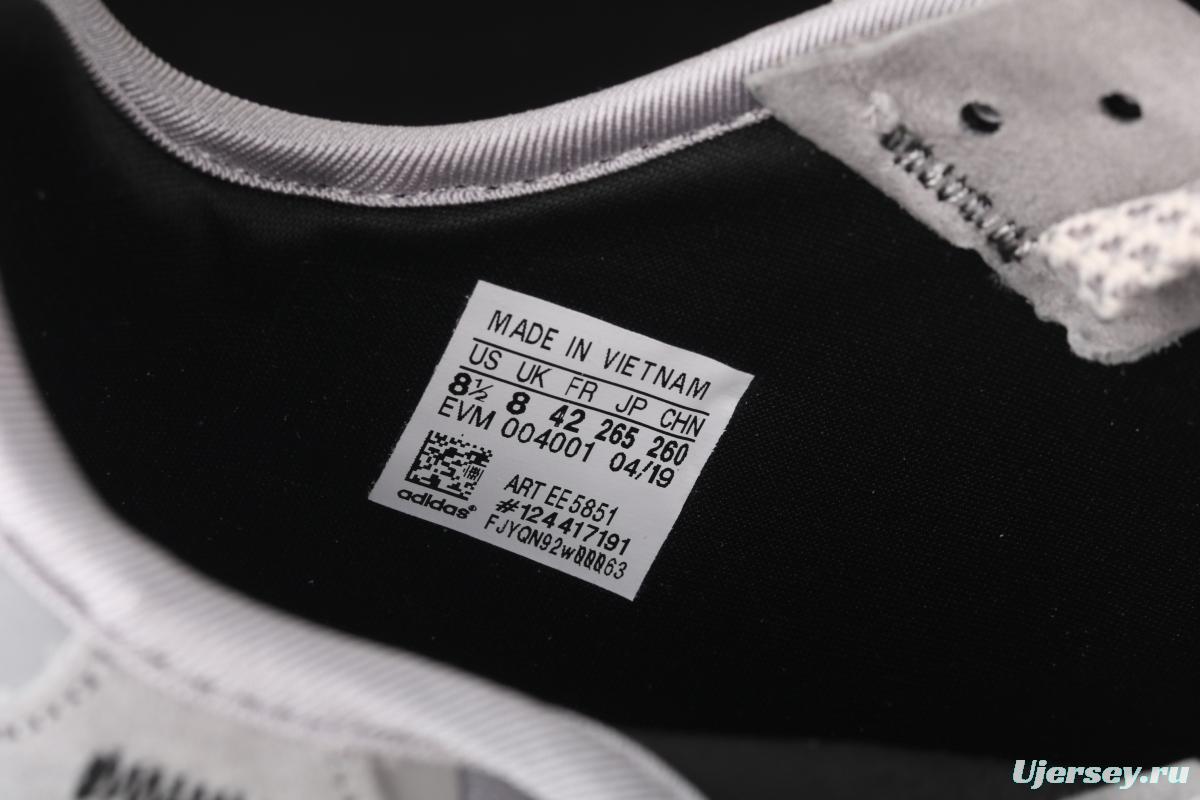 MADE IN VIETNAM
US UK FR JP CHN
8½ 8 42 265 260
EVM 004001 04/19
ART EE5851
#124417191
FJYQN92w00063
adidas®
Ujersey.ru